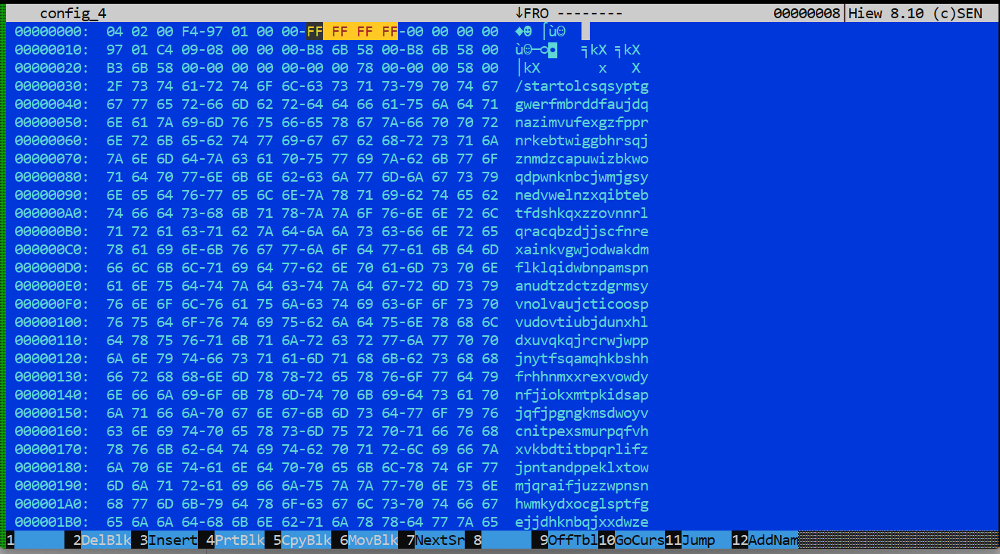 config_4 ↓FRO -------- 00000008 Hiew 8.10 (c)SEN
00000000: 04 02 00 F4-97 01 00 00-FF FF FF FF-00 00 00 00 ♦☻ ⌠ù☺
00000010: 97 01 C4 09-08 00 00 00-B8 6B 58 00-B8 6B 58 00 ù☺─○◘ ╕kX ╕kX
00000020: B3 6B 58 00-00 00 00 00-00 00 78 00-00 00 58 00 │kX x X
00000030: 2F 73 74 61-72 74 6F 6C-63 73 71 73-79 70 74 67 /startolcsqsyptg
00000040: 67 77 65 72-66 6D 62 72-64 64 66 61-75 6A 64 71 gwerfmbrddfaujdq
00000050: 6E 61 7A 69-6D 76 75 66-65 78 67 7A-66 70 70 72 nazimvufexgzfppr
00000060: 6E 72 6B 65-62 74 77 69-67 67 62 68-72 73 71 6A nrkebtwiggbhrsqj
00000070: 7A 6E 6D 64-7A 63 61 70-75 77 69 7A-62 6B 77 6F znmdzcapuwizbkwo
00000080: 71 64 70 77-6E 6B 6E 62-63 6A 77 6D-6A 67 73 79 qdpwnknbcjwmjgsy
00000090: 6E 65 64 76-77 65 6C 6E-7A 78 71 69-62 74 65 62 nedvwelnzxqibteb
000000A0: 74 66 64 73-68 6B 71 78-7A 7A 6F 76-6E 6E 72 6C tfdshkqxzzovnnrl
000000B0: 71 72 61 63-71 62 7A 64-6A 6A 73 63-66 6E 72 65 qracqbzdjjscfnre
000000C0: 78 61 69 6E-6B 76 67 77-6A 6F 64 77-61 6B 64 6D xainkvgwjodwakdm
000000D0: 66 6C 6B 6C-71 69 64 77-62 6E 70 61-6D 73 70 6E flklqidwbnpamspn
000000E0: 61 6E 75 64-74 7A 64 63-74 7A 64 67-72 6D 73 79 anudtzdctzdgrmsy
000000F0: 76 6E 6F 6C-76 61 75 6A-63 74 69 63-6F 6F 73 70 vnolvaujcticoosp
00000100: 76 75 64 6F-76 74 69 75-62 6A 64 75-6E 78 68 6C vudovtiubjdunxhl
00000110: 64 78 75 76-71 6B 71 6A-72 63 72 77-6A 77 70 70 dxuvqkqjrcrwjwpp
00000120: 6A 6E 79 74-66 73 71 61-6D 71 68 6B-62 73 68 68 jnytfsqamqhkbshh
00000130: 66 72 68 68-6E 6D 78 78-72 65 78 76-6F 77 64 79 frhhnmxxrexvowdy
00000140: 6E 66 6A 69-6F 6B 78 6D-74 70 6B 69-64 73 61 70 nfjiokxmtpkidsap
00000150: 6A 71 66 6A-70 67 6E 67-6B 6D 73 64-77 6F 79 76 jqfjpgngkmsdwoyv
00000160: 63 6E 69 74-70 65 78 73-6D 75 72 70-71 66 76 68 cnitpexsmurpqfvh
00000170: 78 76 6B 62-64 74 69 74-62 70 71 72-6C 69 66 7A xvkbdtitbpqrlifz
00000180: 6A 70 6E 74-61 6E 64 70-70 65 6B 6C-78 74 6F 77 jpntandppeklxtow
00000190: 6D 6A 71 72-61 69 66 6A-75 7A 7A 77-70 6E 73 6E mjqraifjuzzwpnsn
000001A0: 68 77 6D 6B-79 64 78 6F-63 67 6C 73-70 74 66 67 hwmkydxocglsptfg
000001B0: 65 6A 6A 64-68 6B 6E 62-71 6A 78 78-64 77 7A 65 ejjdhknbqjxxdwze
1 2DelBlk 3Insert 4PrtBlk 5CpyBlk 6MovBlk 7NextSr 8 9OffTbl 10GoCurs 11Jump 12AddNam